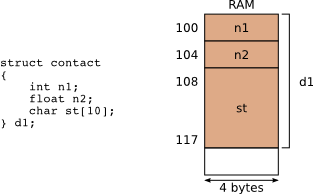 RAM
100
n1
104
n2
108
st
117
d1
4 bytes
struct contact
{
    int n1;
    float n2;
    char st[10];
} d1;